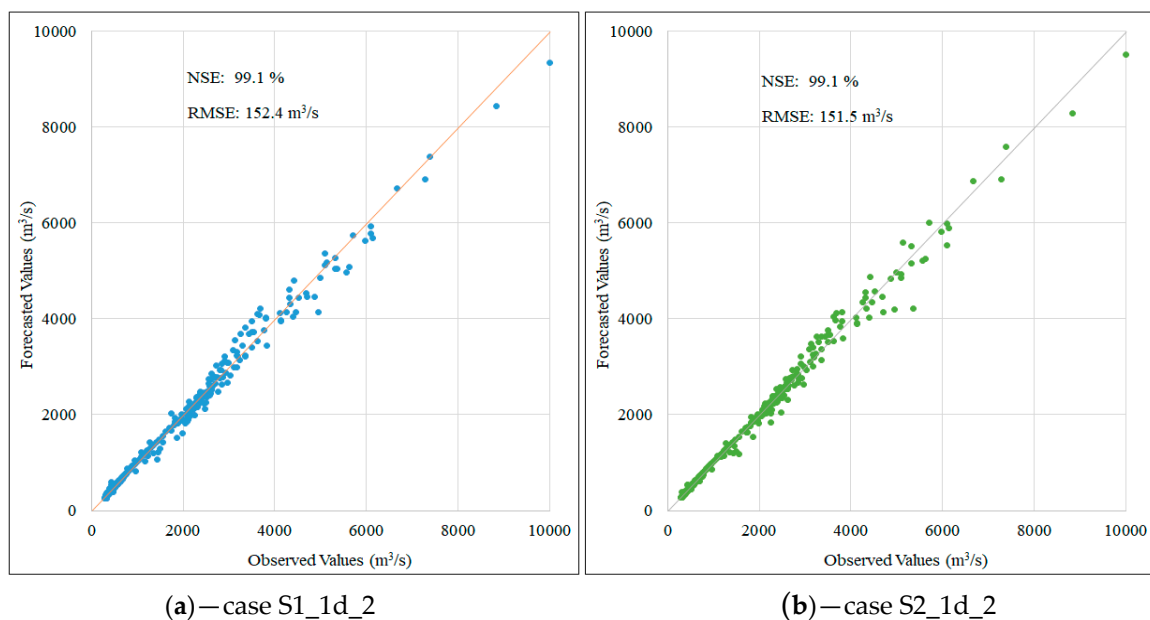 10000
8000
6000
4000
2000
0
Forecasted Values (m³/s)
NSE: 99.1 %
RMSE: 152.4 m³/s
0 2000 4000 6000 8000 10000
Observed Values (m³/s)
(a)—case S1_1d_2
10000
8000
6000
4000
2000
0
Forecasted Values (m³/s)
NSE: 99.1 %
RMSE: 151.5 m³/s
0 2000 4000 6000 8000 10000
Observed Values (m³/s)
(b)—case S2_1d_2